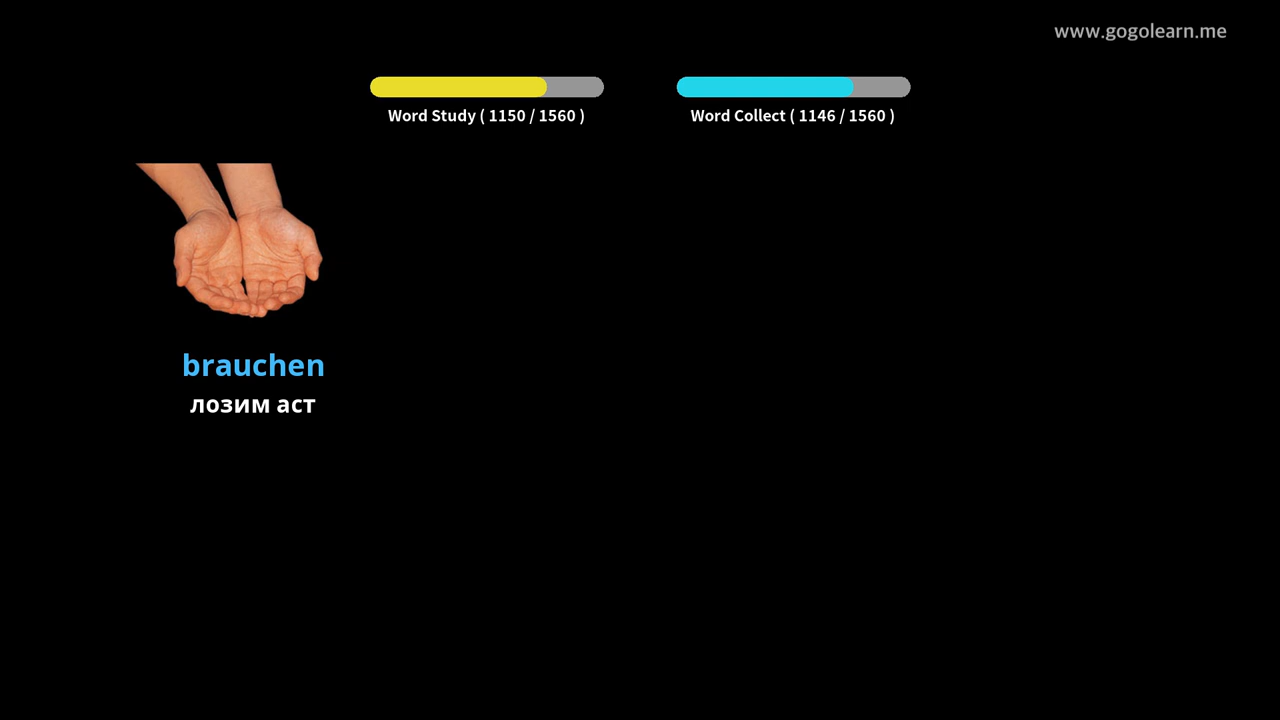 www.gogolearn.me
Word Study ( 1150 / 1560 )
Word Collect ( 1146 / 1560 )
brauchen
лозим аст